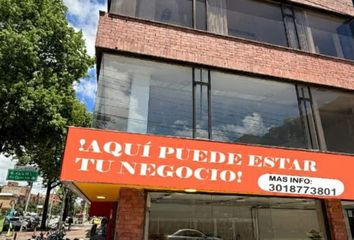 !AQUÍ PUEDE ESTAR
TU NEGOCIO!
MAS INFO:
3018773801